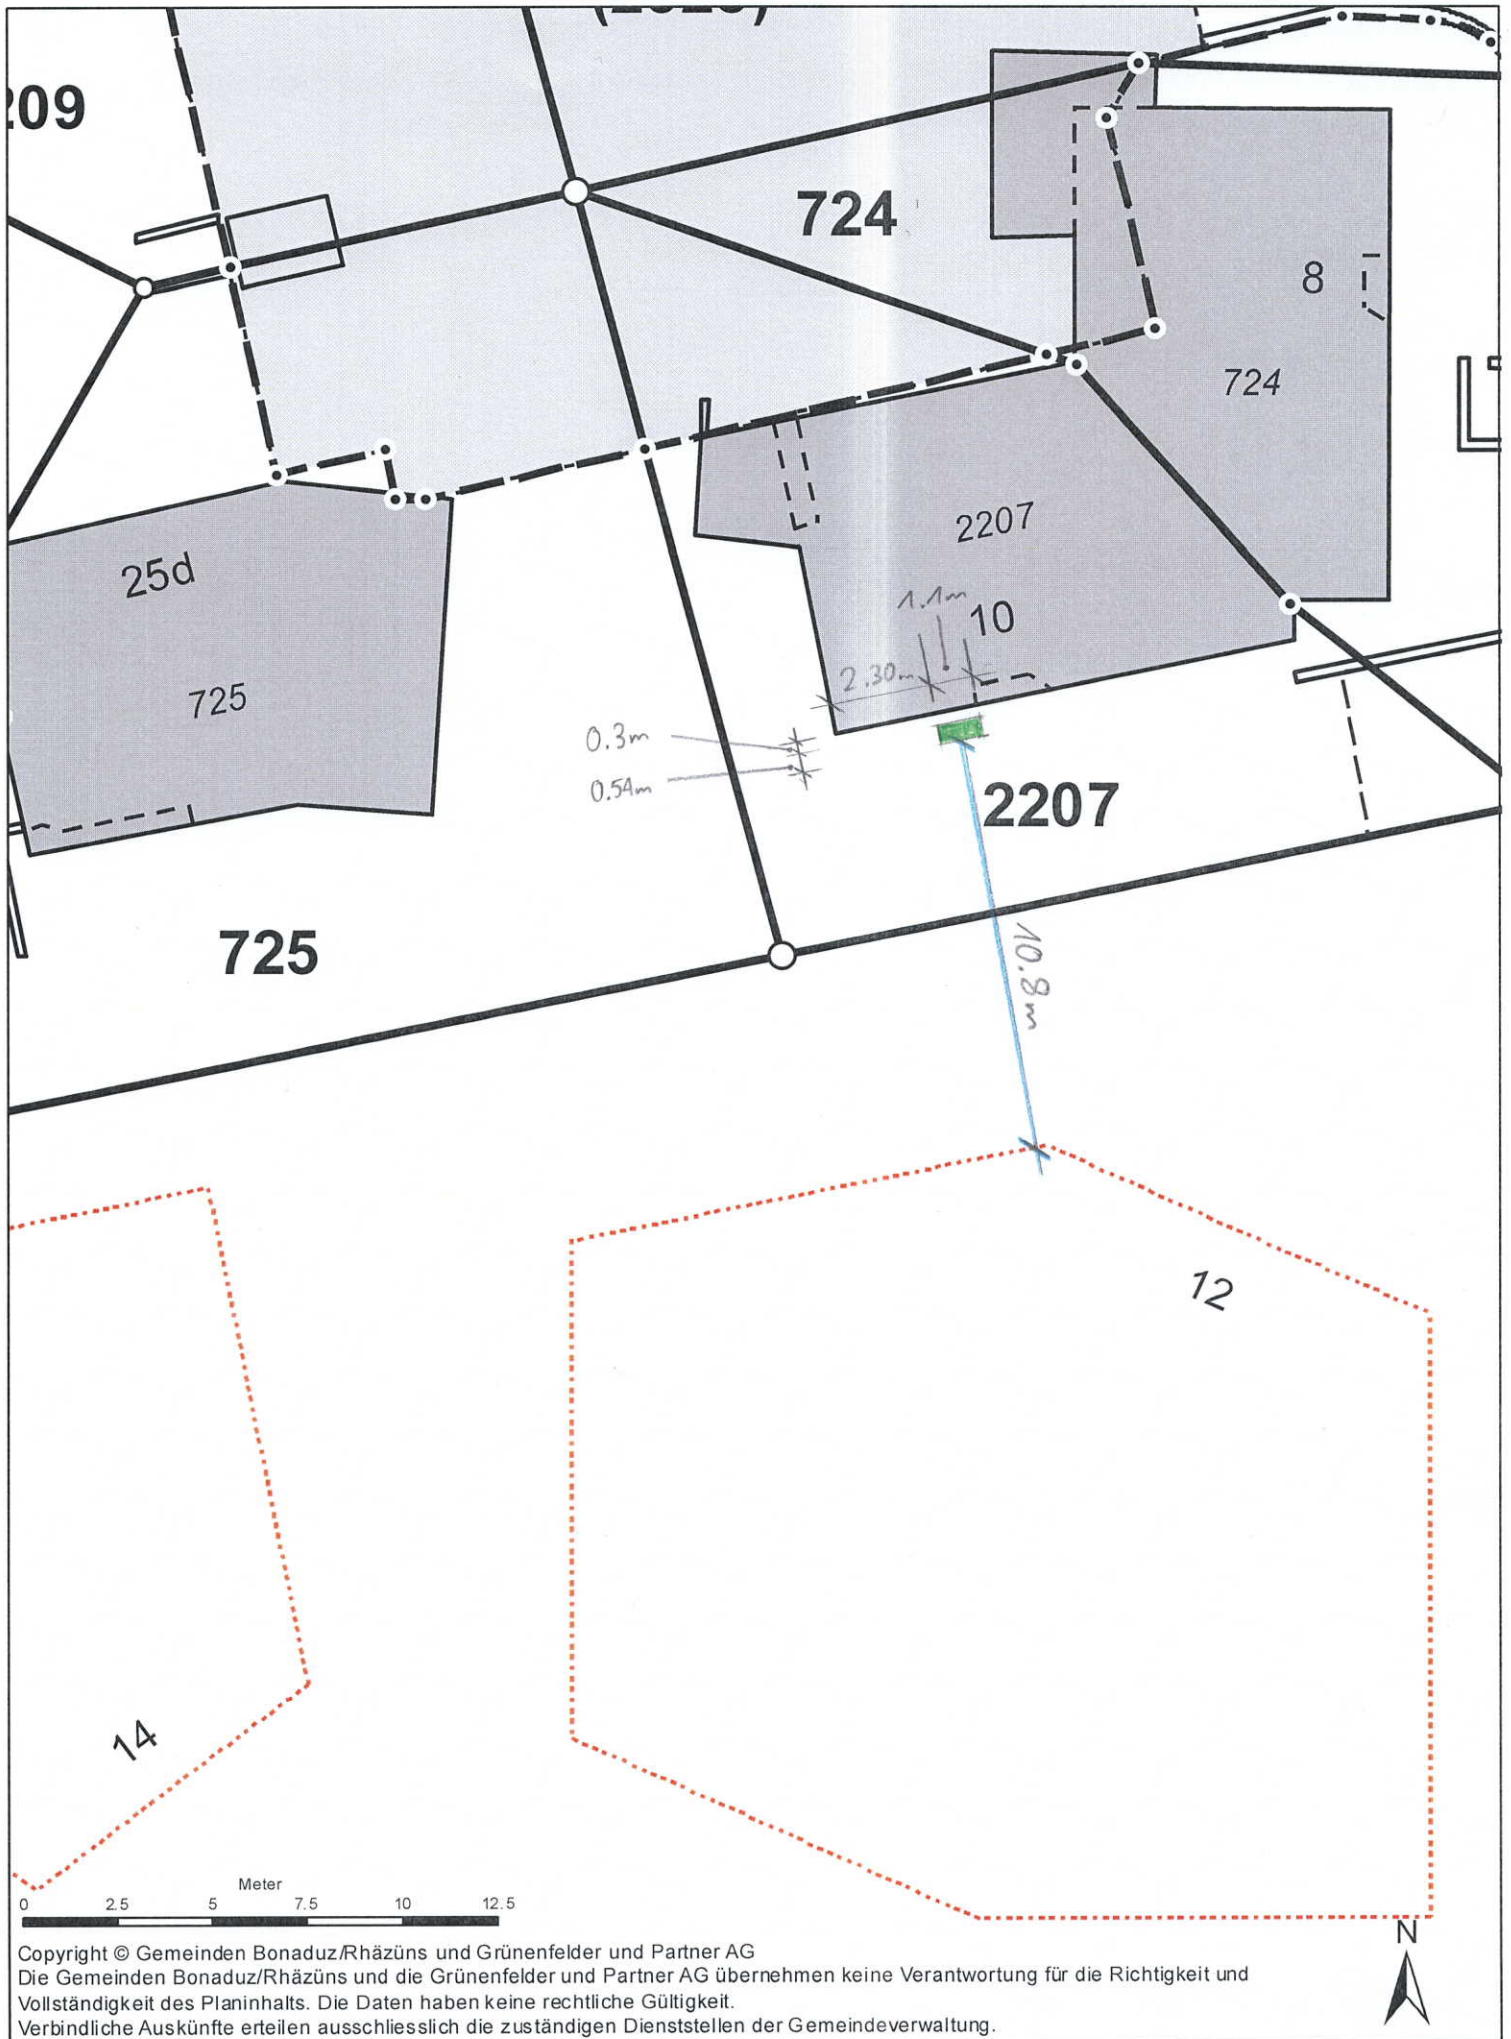 209
724
8
724
2207
25d
1.1m
10
725
2.30m
0.3m
0.54m
2207
725
10.8m
12
14
Meter
0 2.5 5 7.5 10 12.5
N
Copyright © Gemeinden Bonaduz/Rhäzüns und Grünenfelder und Partner AG
Die Gemeinden Bonaduz/Rhäzüns und die Grünenfelder und Partner AG übernehmen keine Verantwortung für die Richtigkeit und
Vollständigkeit des Planinhalts. Die Daten haben keine rechtliche Gültigkeit.
Verbindliche Auskünfte erteilen ausschliesslich die zuständigen Dienststellen der Gemeindeverwaltung.